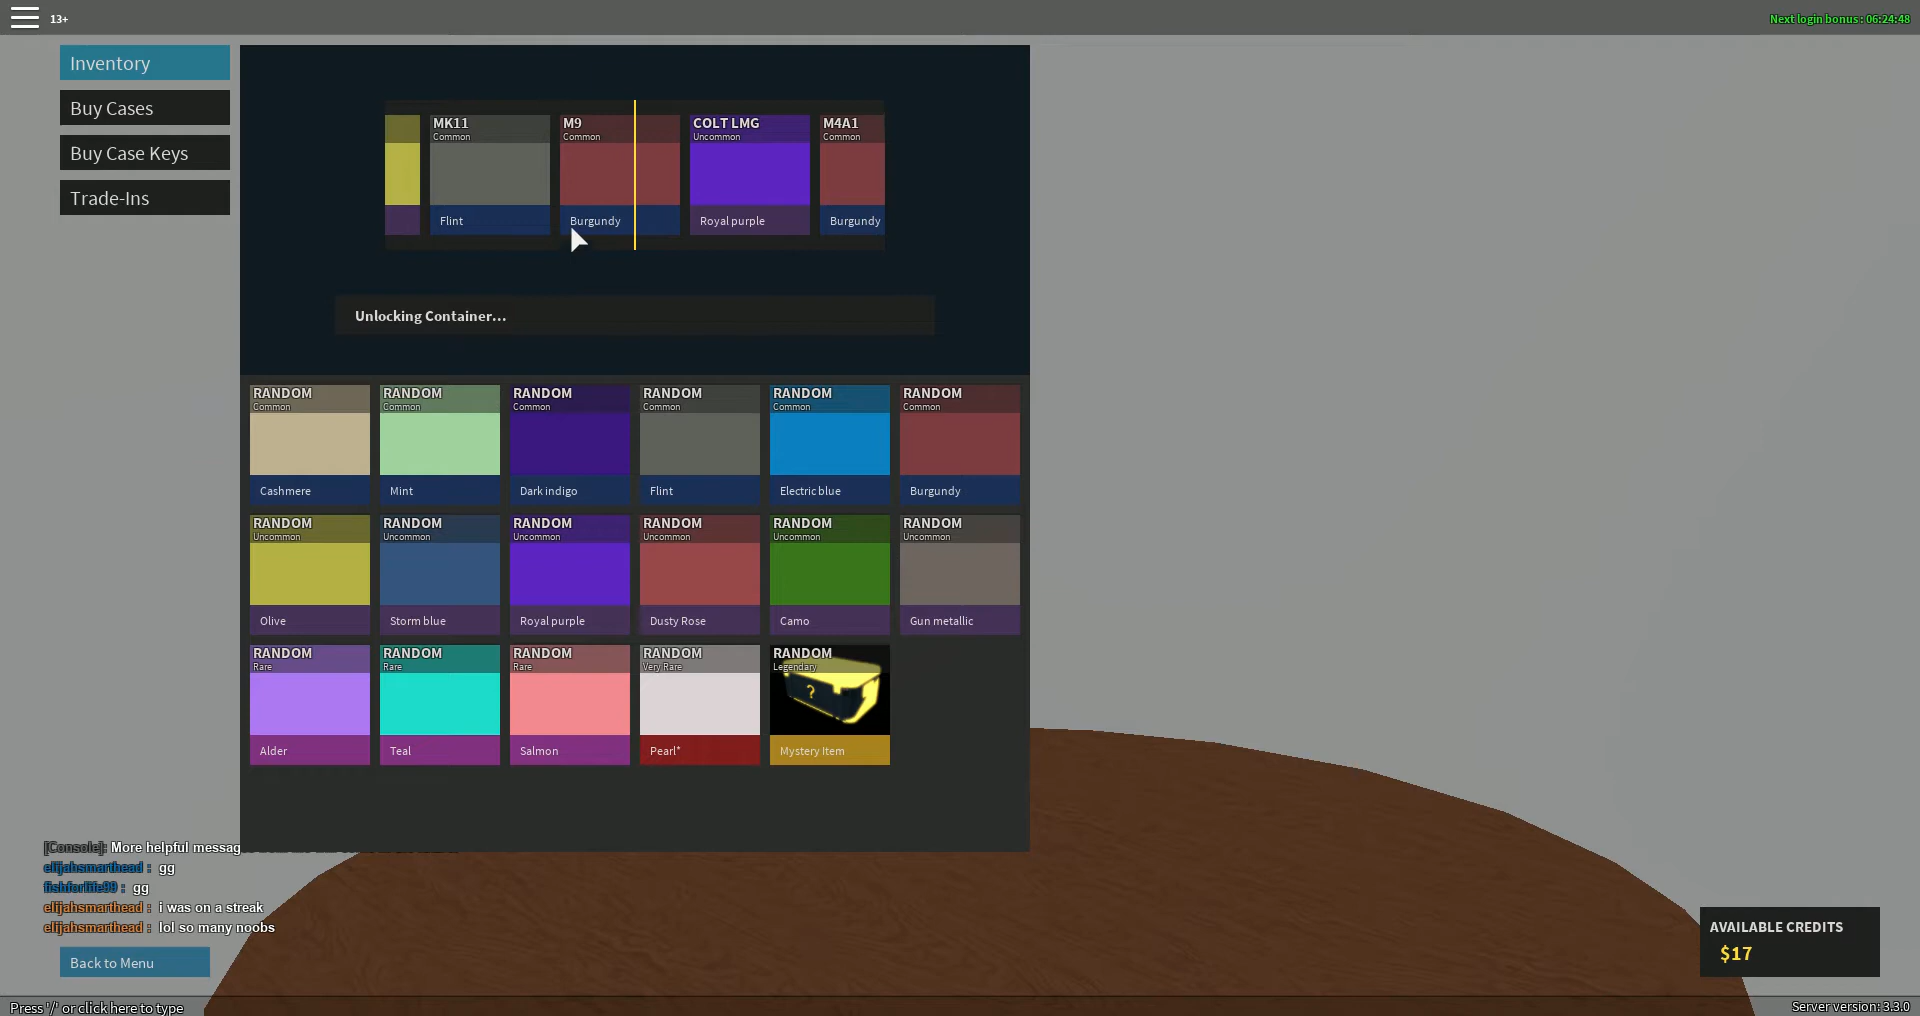 13+
Next login bonus: 06:24:48
Inventory
Buy Cases
Buy Case Keys
Trade-Ins
MK11
Common
Flint
M9
Common
Burgundy
COLT LMG
Uncommon
Royal purple
M4A1
Common
Burgundy
Unlocking Container...
RANDOM
Common
Cashmere
RANDOM
Common
Mint
RANDOM
Common
Dark indigo
RANDOM
Common
Flint
RANDOM
Common
Electric blue
RANDOM
Common
Burgundy
RANDOM
Uncommon
Olive
RANDOM
Uncommon
Storm blue
RANDOM
Uncommon
Royal purple
RANDOM
Uncommon
Dusty Rose
RANDOM
Uncommon
Camo
RANDOM
Uncommon
Gun metallic
RANDOM
Rare
Alder
RANDOM
Rare
Teal
RANDOM
Rare
Salmon
RANDOM
Very Rare
Pearl*
RANDOM
Legendary
?
Mystery Item
[Console]: More helpful messag
elijahsmarthead : gg
fishforlife99 : gg
elijahsmarthead : i was on a streak
elijahsmarthead : lol so many noobs
Back to Menu
AVAILABLE CREDITS
$17
Press '/' or click here to type
Server version: 3.3.0